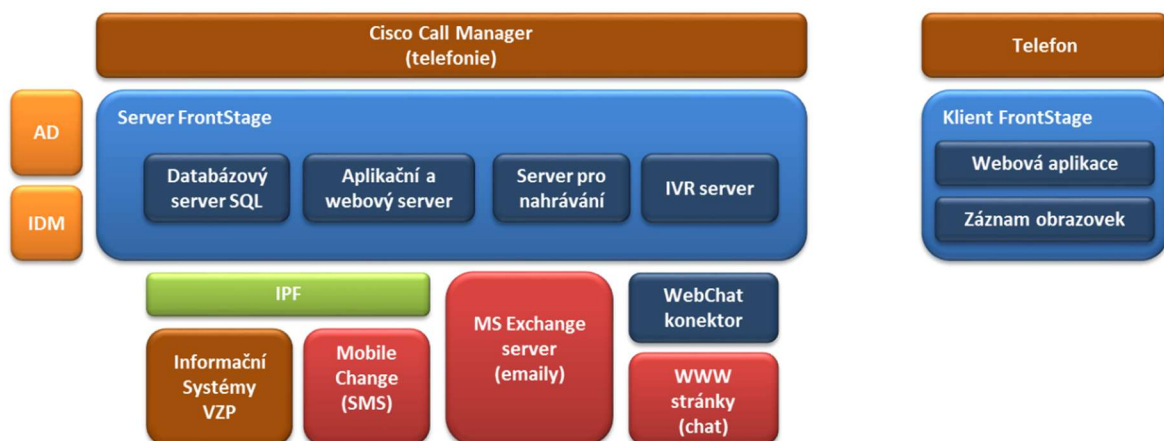 Cisco Call Manager
(telefonie)
Telefon
AD
IDM
Server FrontStage
Databázový
server SQL
Aplikační a
webový server
Server pro
nahrávání
IVR server
Klient FrontStage
Webová aplikace
Záznam obrazovek
IPF
Informační
Systémy
VZP
Mobile
Change
(SMS)
MS Exchange
server
(emaily)
WebChat
konektor
WWW
stránky
(chat)